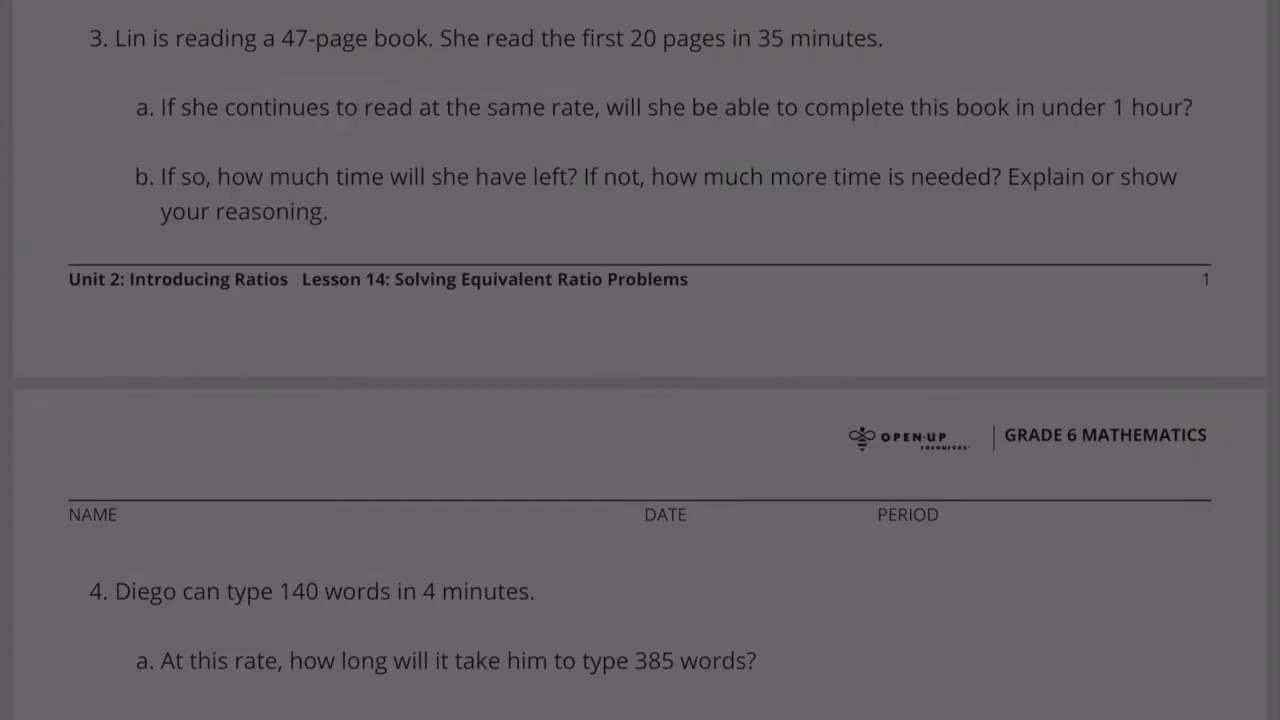 3. Lin is reading a 47-page book. She read the first 20 pages in 35 minutes.
a. If she continues to read at the same rate, will she be able to complete this book in under 1 hour?
b. If so, how much time will she have left? If not, how much more time is needed? Explain or show
your reasoning.
Unit 2: Introducing Ratios Lesson 14: Solving Equivalent Ratio Problems 1
OPEN-UP
resources™
GRADE 6 MATHEMATICS
NAME DATE PERIOD
4. Diego can type 140 words in 4 minutes.
a. At this rate, how long will it take him to type 385 words?